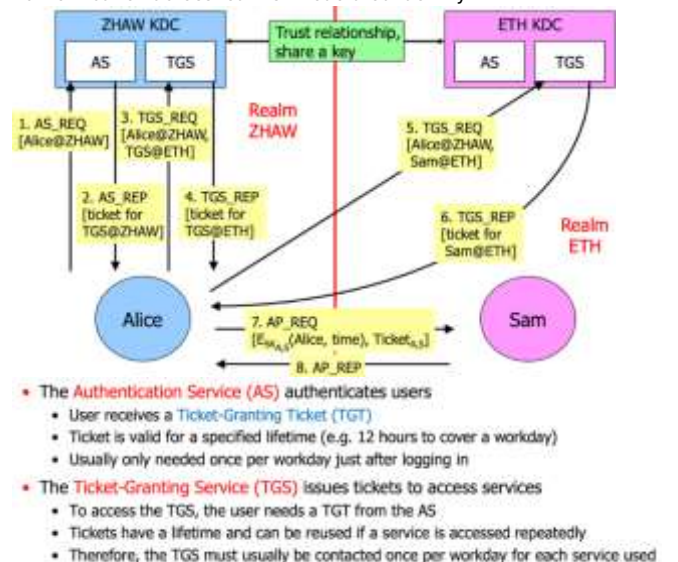 ZHAW KDC
AS
TGS
Trust relationship,
share a key
ETH KDC
AS
TGS
Realm
ZHAW
1. AS_REQ
[Alice@ZHAW]
3. TGS_REQ
[Alice@ZHAW,
TGS@ETH]
5. TGS_REQ
[Alice@ZHAW,
Sam@ETH]
2. AS_REP
[ticket for
TGS@ZHAW]
4. TGS_REP
[ticket for
TGS@ETH]
6. TGS_REP
[ticket for
Sam@ETH]
Realm
ETH
Alice
Sam
7. AP_REQ
(Alice, time), Ticket
8. AP_REP
• The Authentication Service (AS) authenticates users
• User receives a Ticket-Granting Ticket (TGT)
• Ticket is valid for a specified lifetime (e.g. 12 hours to cover a workday)
• Usually only needed once per workday just after logging in
• The Ticket-Granting Service (TGS) issues tickets to access services
• To access the TGS, the user needs a TGT from the AS
• Tickets have a lifetime and can be reused if a service is accessed repeatedly
• Therefore, the TGS must usually be contacted once per workday for each service used